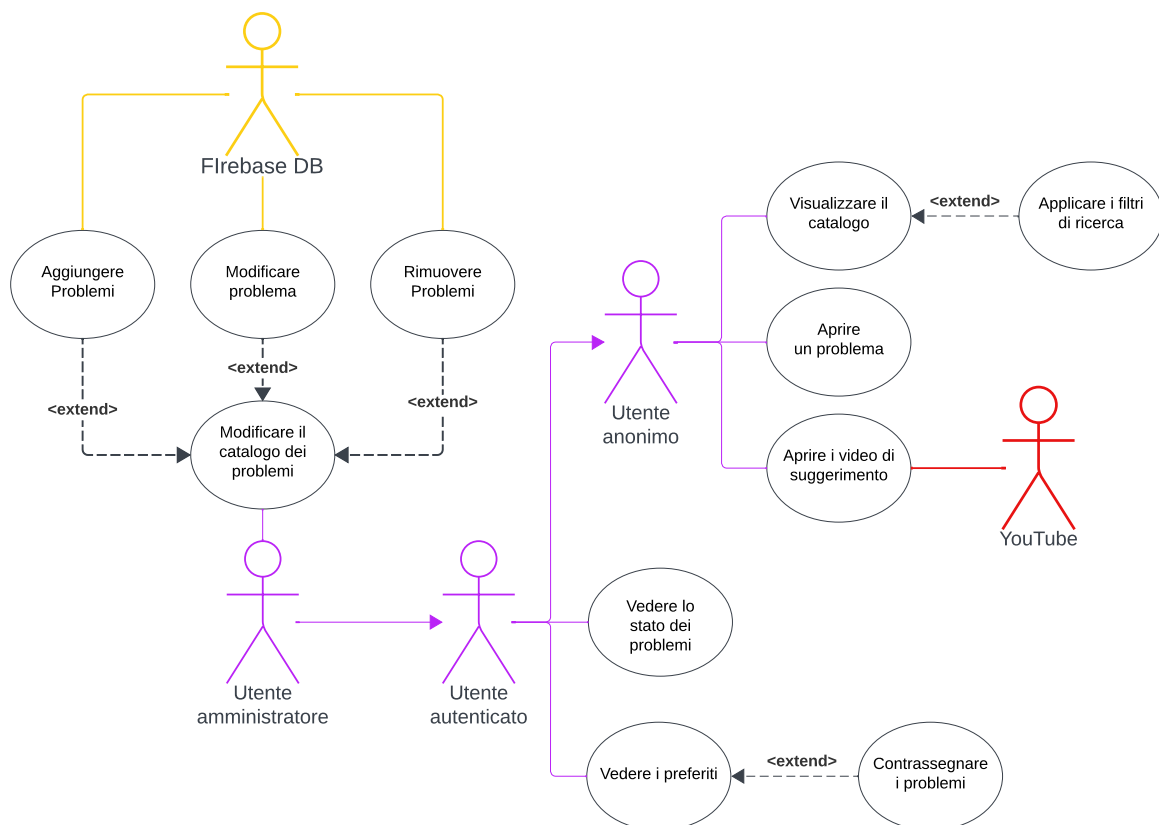 FIrebase DB
Aggiungere
Problemi
Modificare
problema
Rimuovere
Problemi
<extend>
<extend>
<extend>
Modificare il
catalogo dei
problemi
Utente
amministratore
Utente
autenticato
Utente
anonimo
Visualizzare il
catalogo
<extend>
Applicare i filtri
di ricerca
Aprire
un problema
Aprire i video di
suggerimento
YouTube
Vedere lo
stato dei
problemi
Vedere i preferiti
<extend>
Contrassegnare
i problemi